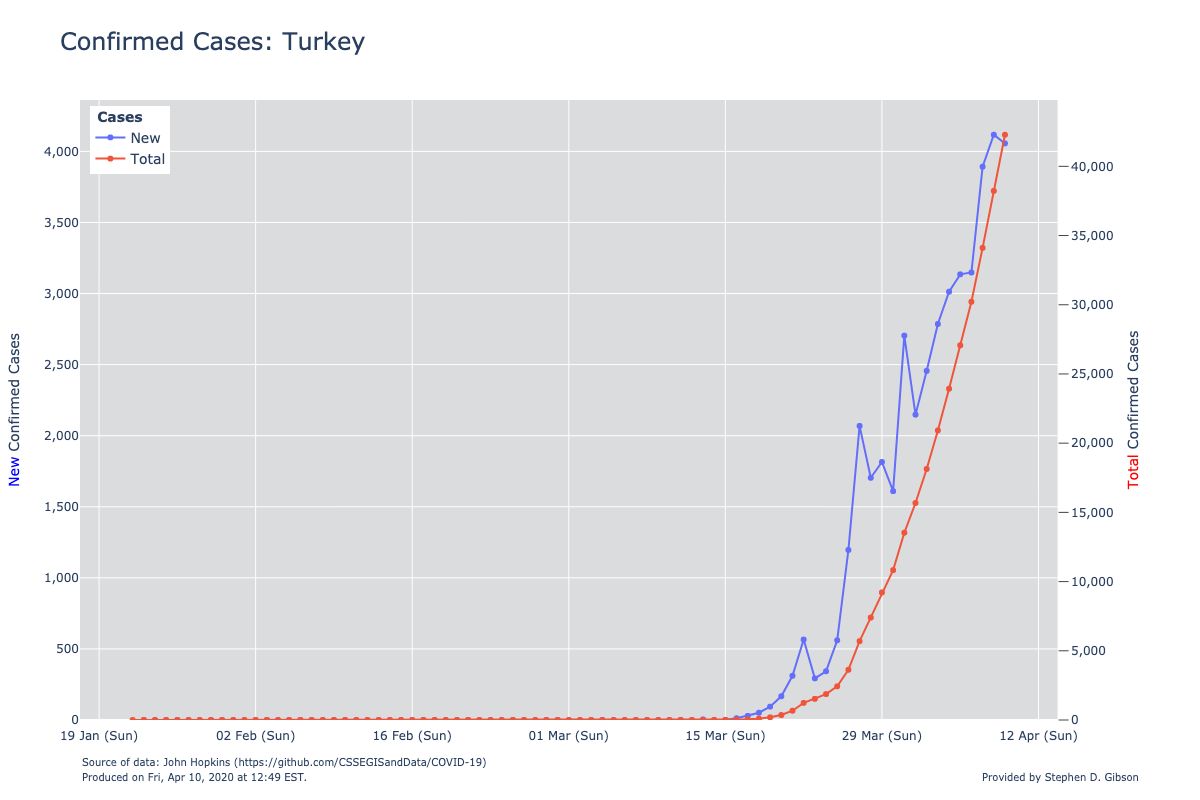 Confirmed Cases: Turkey
Cases
New
Total
4,000
3,500
3,000
2,500
2,000
1,500
1,000
500
0
New Confirmed Cases
40,000
35,000
30,000
25,000
20,000
15,000
10,000
5,000
0
Total Confirmed Cases
19 Jan (Sun) 02 Feb (Sun) 16 Feb (Sun) 01 Mar (Sun) 15 Mar (Sun) 29 Mar (Sun) 12 Apr (Sun)
Source of data: John Hopkins (https://github.com/CSSEGISandData/COVID-19)
Produced on Fri, Apr 10, 2020 at 12:49 EST.
Provided by Stephen D. Gibson